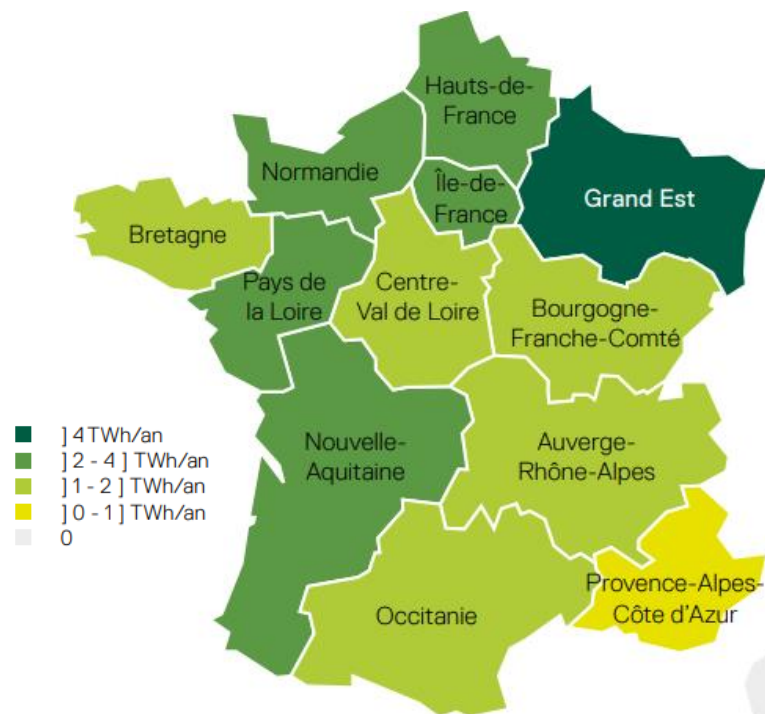 Hauts-de-
France
Normandie
Île-de-
France
Grand Est
Bretagne
Pays de
la Loire
Centre-
Val de Loire
Bourgogne-
Franche-Comté
] 4 TWh/an
] 2 - 4 ] TWh/an
] 1 - 2 ] TWh/an
] 0 - 1 ] TWh/an
0
Nouvelle-
Aquitaine
Auverge-
Rhône-Alpes
Occitanie
Provence-Alpes-
Côte d'Azur